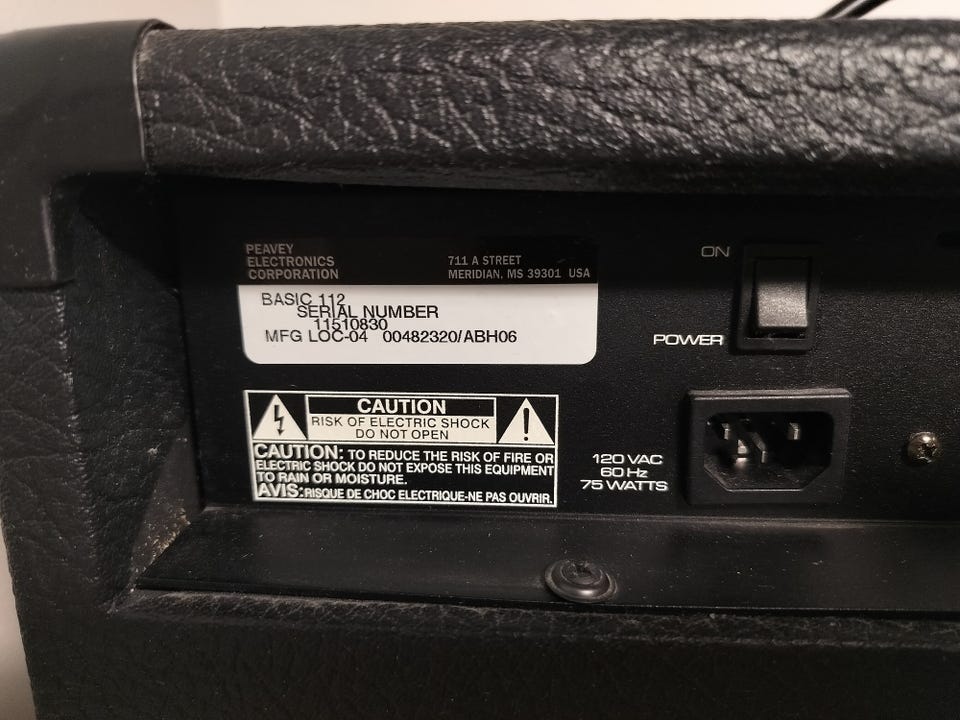 PEAVEY
ELECTRONICS
CORPORATION
711 A STREET
MERIDIAN, MS 39301 USA
BASIC 112
SERIAL NUMBER
11510830
MFG LOC-04 00482320/ABH06
ON
POWER
CAUTION
RISK OF ELECTRIC SHOCK
DO NOT OPEN
CAUTION: TO REDUCE THE RISK OF FIRE OR
ELECTRIC SHOCK DO NOT EXPOSE THIS EQUIPMENT
TO RAIN OR MOISTURE.
AVIS: RISQUE DE CHOC ELECTRIQUE-NE PAS OUVRIR.
120 VAC
60 Hz
75 WATTS